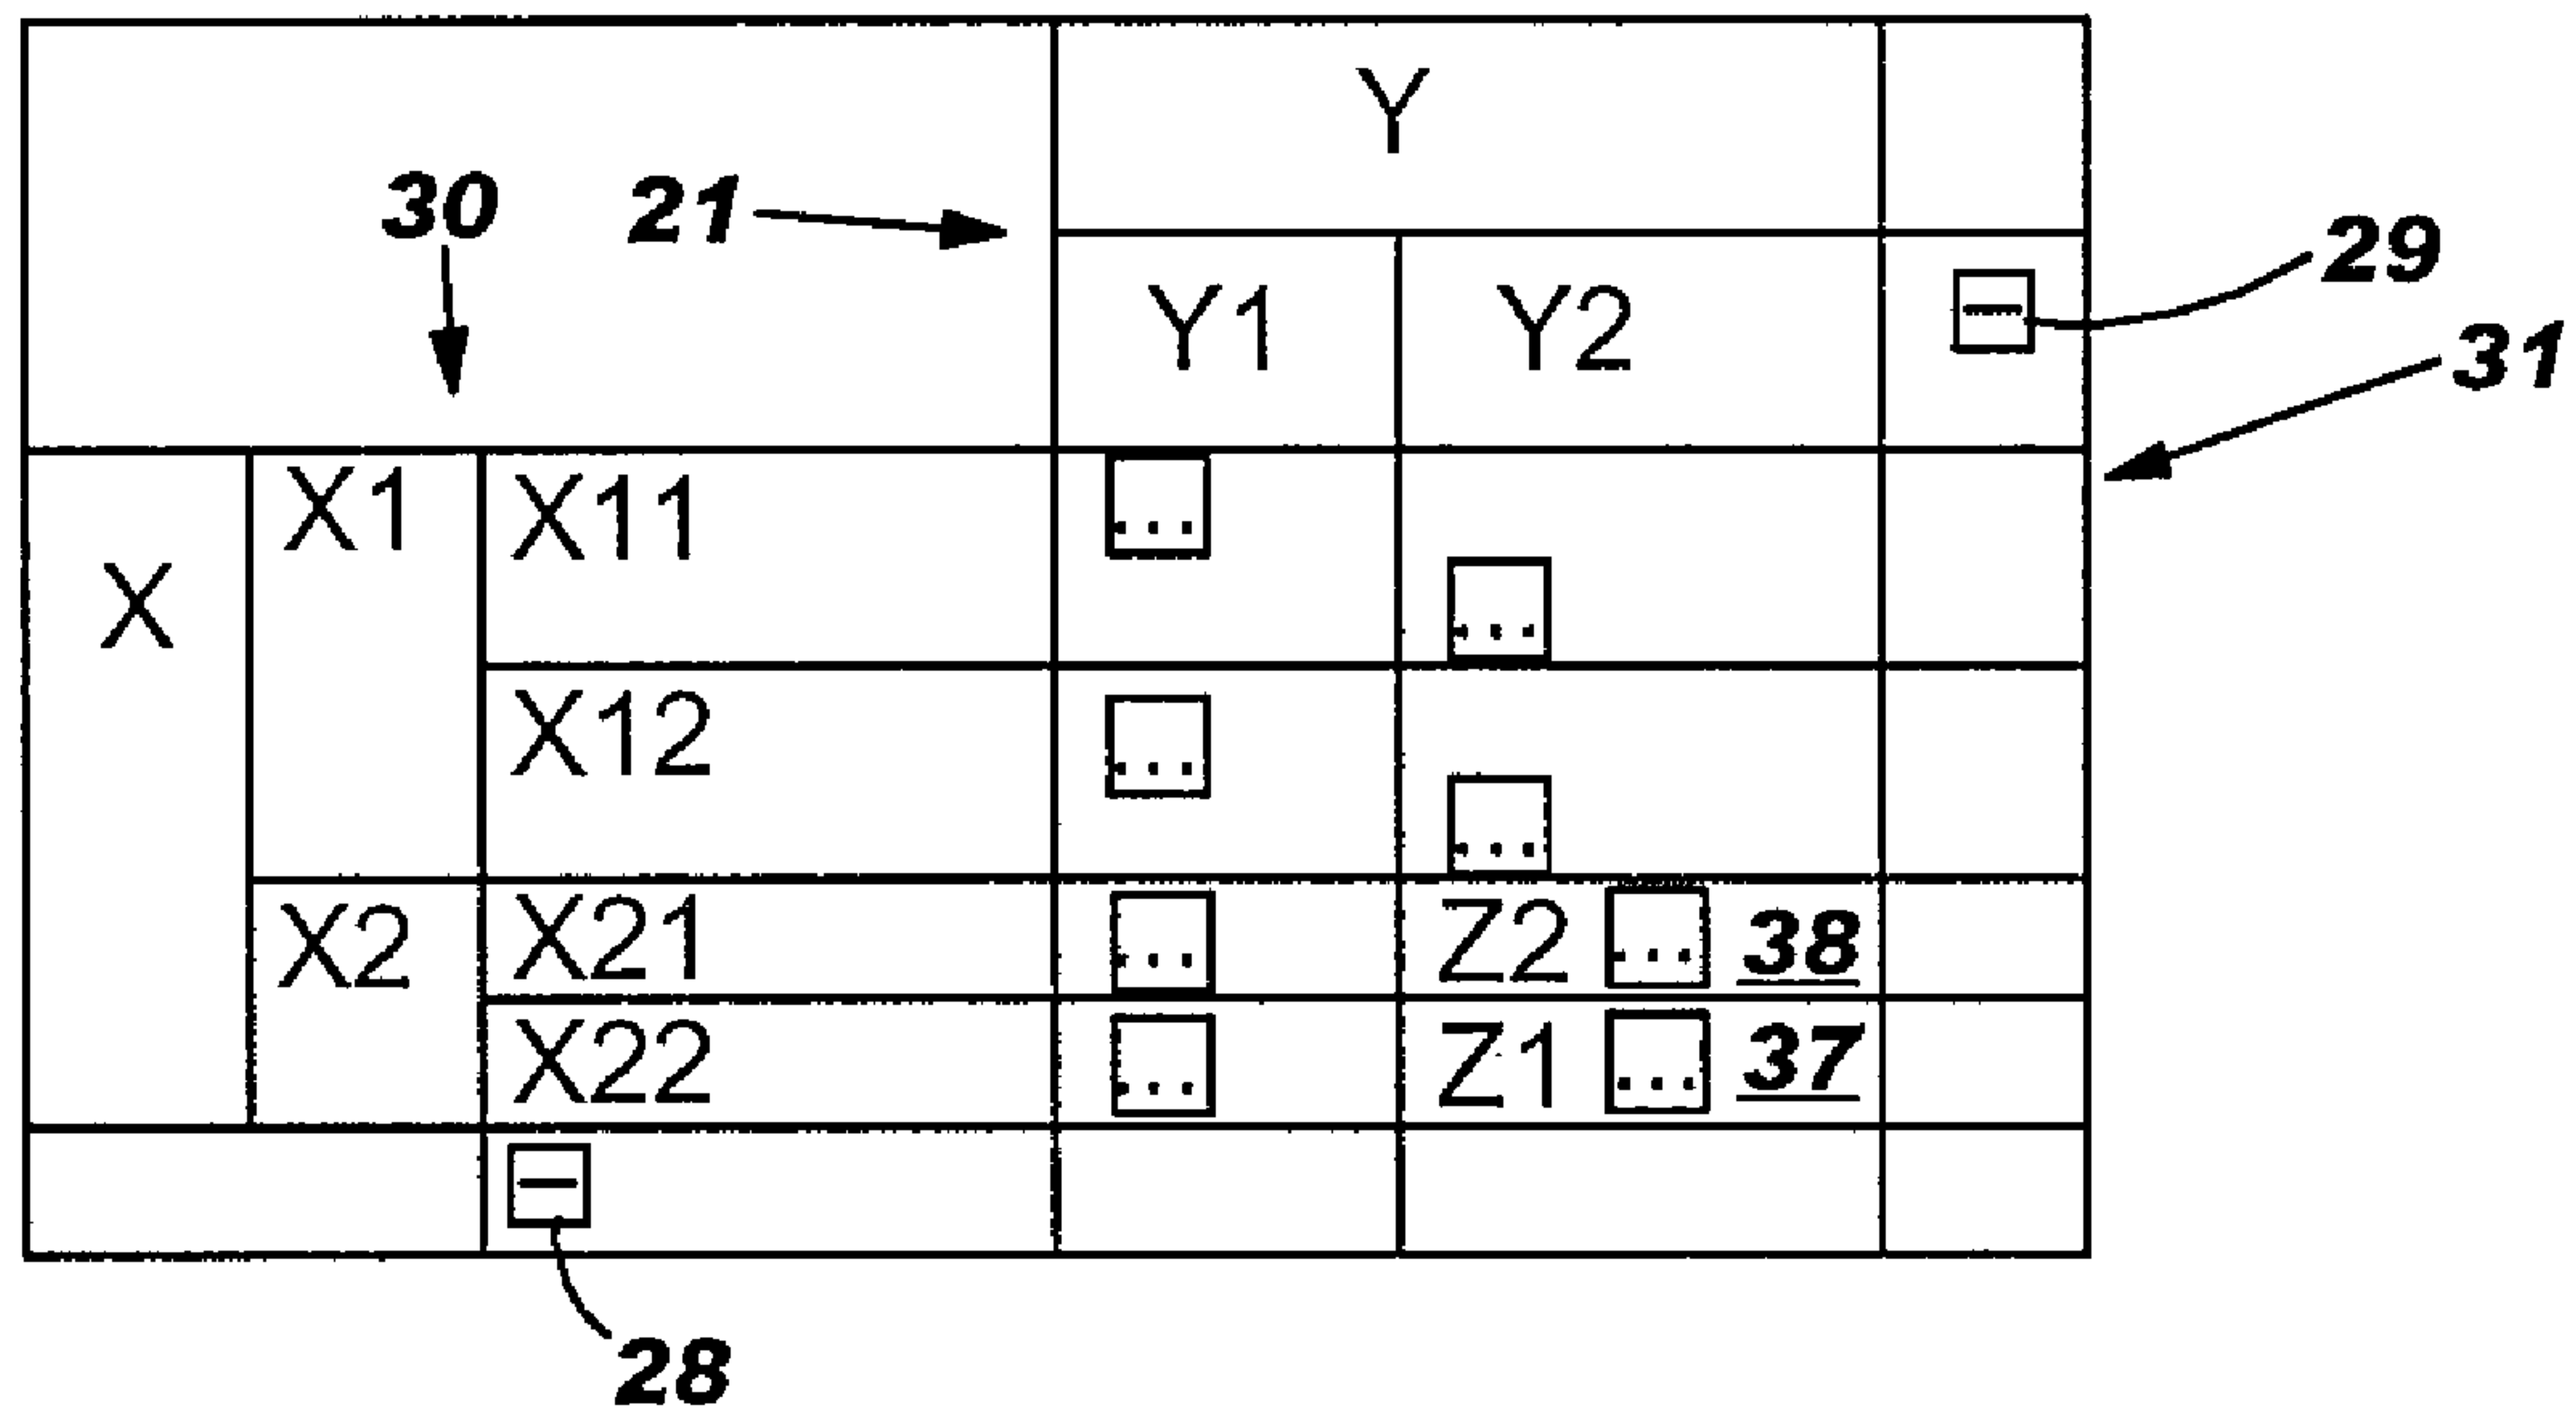 Y
30 21
Y1 Y2 29
31
X X1 X11 ...
...
X12 ...
...
X2 X21 ... Z2 ... 38
X22 ... Z1 ... 37
28